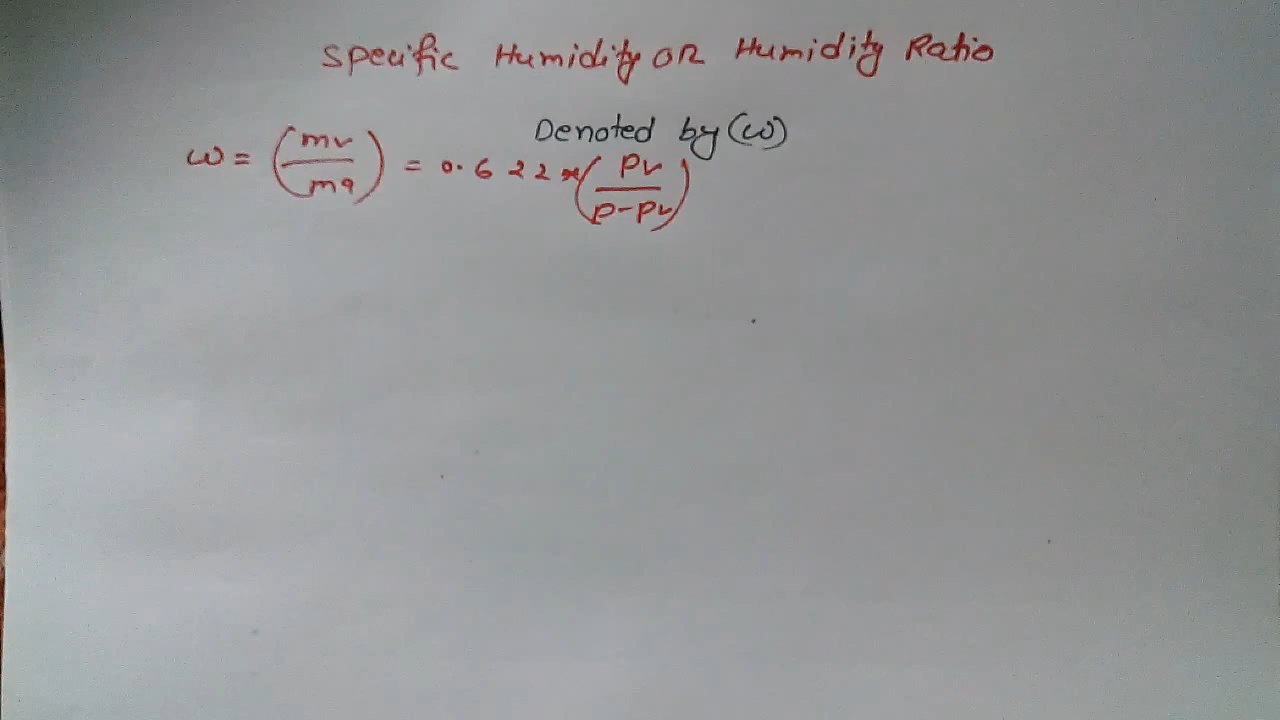 Specific Humidity OR Humidity Ratio
Denoted by (ω)
ω = (mv/ma) = 0.622 × (Pv/P-Pv)